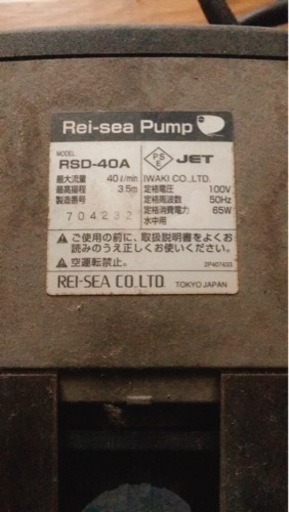 Rei-sea Pump
MODEL
RSD-40A
PSE JET
最大流量 40ℓ/min IWAKI CO.,LTD.
最高揚程 3.5m 定格電圧 100V
製造番号 定格周波数 50Hz
704232 定格消費電力 65W
水中用
⚠ ご使用の前に、取扱説明書をよくお
読みのうえ正しくお使いください。
⚠ 空運転禁止。
REI-SEA CO.,LTD. TOKYO JAPAN